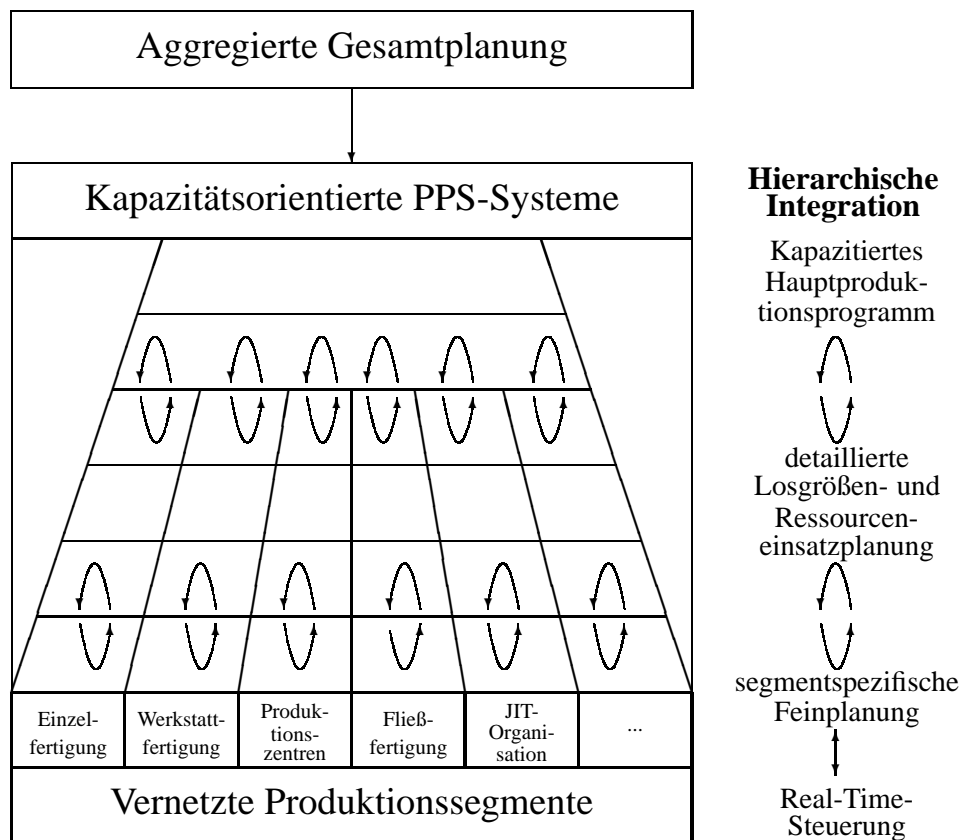 Aggregierte Gesamtplanung
Kapazitätsorientierte PPS-Systeme
Einzel-
fertigung
Werkstatt-
fertigung
Produk-
tions-
zentren
Fließ-
fertigung
JIT-
Organi-
sation
...
Vernetzte Produktionssegmente
Hierarchische
Integration
Kapazitiertes
Hauptproduk-
tionsprogramm
detaillierte
Losgrößen- und
Ressourcen-
einsatzplanung
segmentspezifische
Feinplanung
Real-Time-
Steuerung